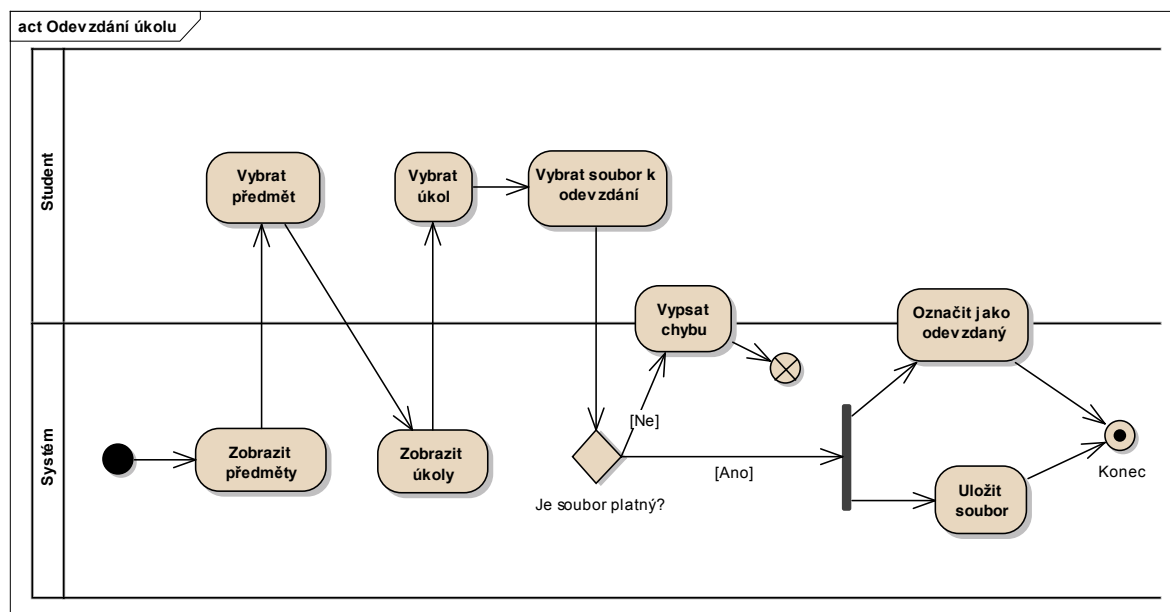 act Odevzdání úkolu
Student
Vybrat
předmět
Vybrat
úkol
Vybrat soubor k
odevzdání
Vypsat
chybu
Označit jako
odevzdaný
Systém
Zobrazit
předměty
Zobrazit
úkoly
[Ne]
[Ano]
Je soubor platný?
Uložit
soubor
Konec